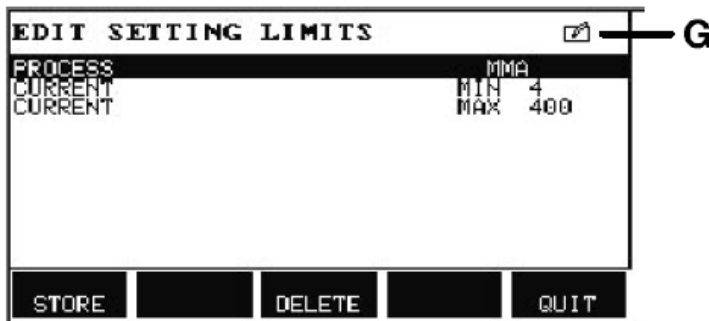 EDIT SETTING LIMITS G
PROCESS MMA
CURRENT MIN 4
CURRENT MAX 400
STORE DELETE QUIT